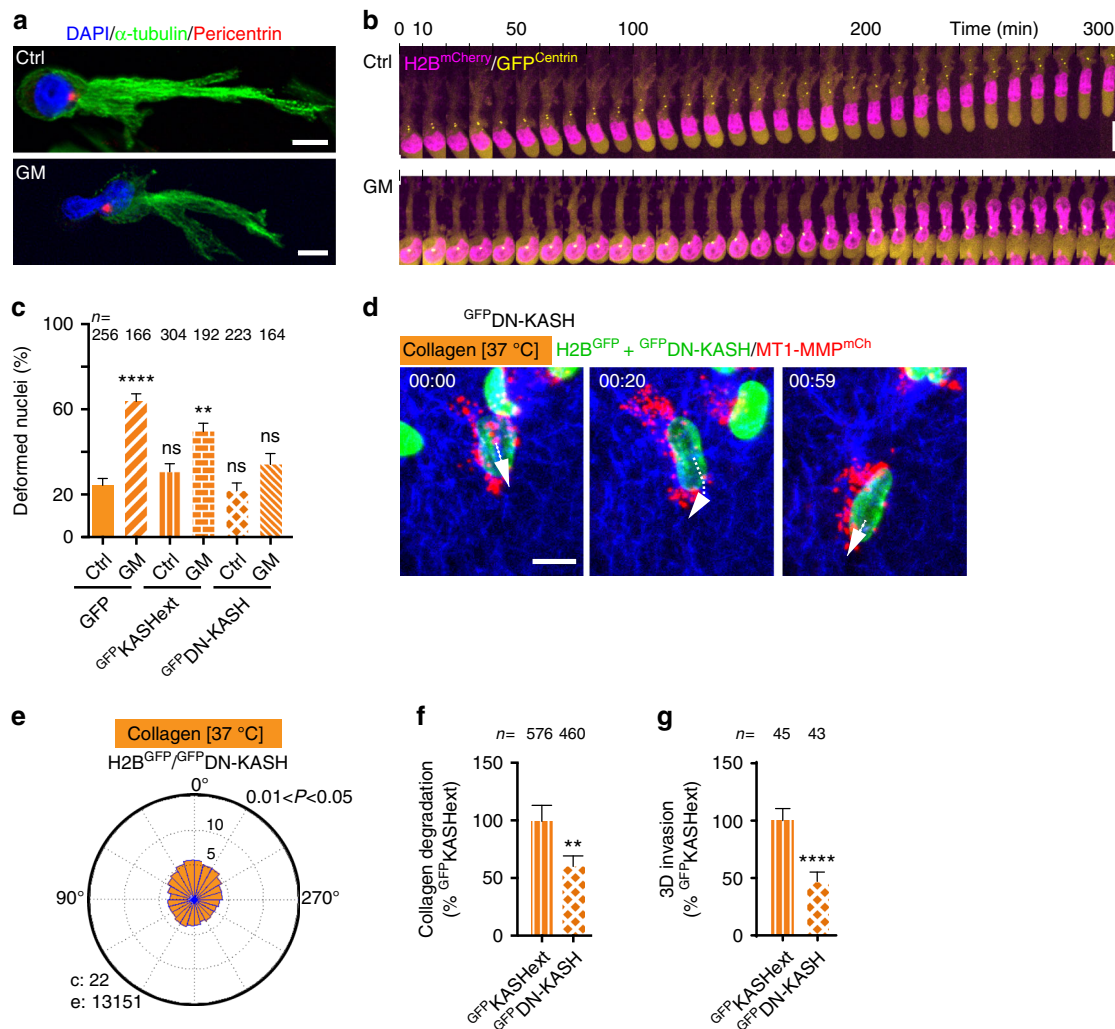 a
DAPI/α-tubulin/Pericentrin
Ctrl
GM
b
0 10 50 100 200 Time (min) 300
Ctrl
H2BmCherry/GFPCentrin
GM
c
n=
256 166 304 192 223 164
Deformed nuclei (%)
100
80
60
20
0
**** ns ** ns ns
Ctrl GM Ctrl GM Ctrl GM
GFP
GFPKASHext
GFPDN-KASH
d
GFPDN-KASH
Collagen [37 °C] H2BGFP + GFPDN-KASH/MT1-MMPmCh
00:00 00:20 00:59
e
Collagen [37 °C]
H2BGFP/GFPDN-KASH
0°
0.01<P<0.05
10
5
90° 270°
c: 22
e: 13151
f
n= 576 460
Collagen degradation
(% GFPKASHext)
150
100
50
0
**
GFPKASHext
GFPDN-KASH
g
n= 45 43
3D invasion
(% GFPKASHext)
150
100
50
0
****
GFPKASHext
GFPDN-KASH